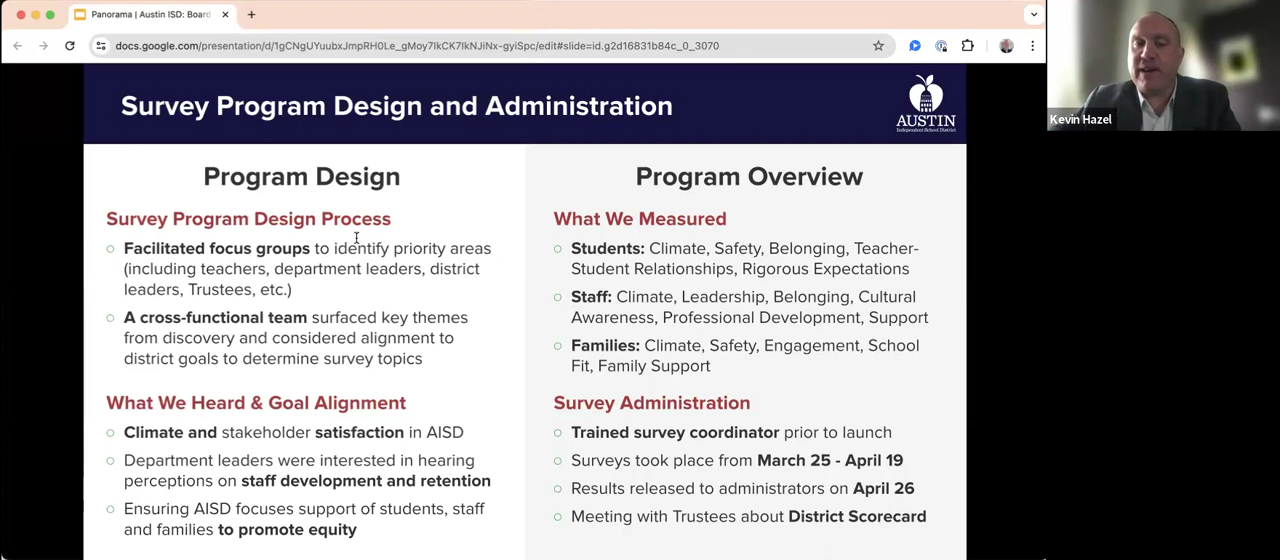 Panorama | Austin ISD: Board
docs.google.com/presentation/d/1gCNgUYuubxJmpRH0Le_gMoy7lkCK7lkNJiNx-gyiSpc/edit#slide=id.g2d16831b84c_0_3070
Kevin Hazel
Survey Program Design and Administration
AUSTIN
Independent School District
Program Design
Survey Program Design Process
Facilitated focus groups to identify priority areas
(including teachers, department leaders, district
leaders, Trustees, etc.)
A cross-functional team surfaced key themes
from discovery and considered alignment to
district goals to determine survey topics
What We Heard & Goal Alignment
Climate and stakeholder satisfaction in AISD
Department leaders were interested in hearing
perceptions on staff development and retention
Ensuring AISD focuses support of students, staff
and families to promote equity
Program Overview
What We Measured
Students: Climate, Safety, Belonging, Teacher-
Student Relationships, Rigorous Expectations
Staff: Climate, Leadership, Belonging, Cultural
Awareness, Professional Development, Support
Families: Climate, Safety, Engagement, School
Fit, Family Support
Survey Administration
Trained survey coordinator prior to launch
Surveys took place from March 25 - April 19
Results released to administrators on April 26
Meeting with Trustees about District Scorecard